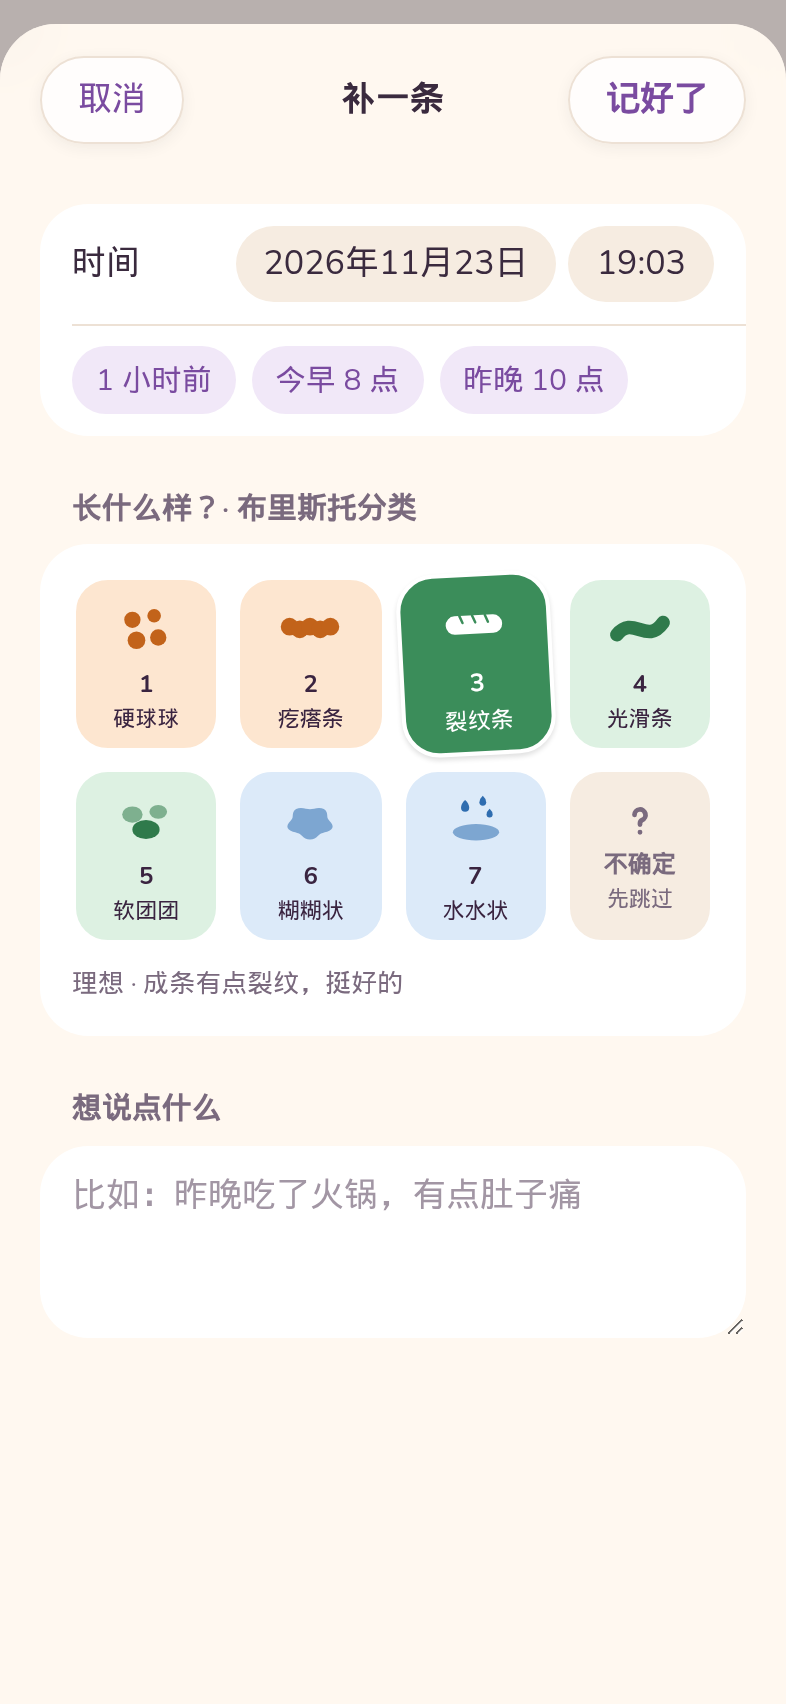 取消 补一条 记好了
时间 2026年11月23日 19:03
1 小时前 今早 8 点 昨晚 10 点
长什么样？· 布里斯托分类
1 2 3 4
硬球球 疙瘩条 裂纹条 光滑条
?
5 6 7 不确定
软团团 糊糊状 水水状 先跳过
理想 · 成条有点裂纹，挺好的
想说点什么
比如：昨晚吃了火锅，有点肚子痛